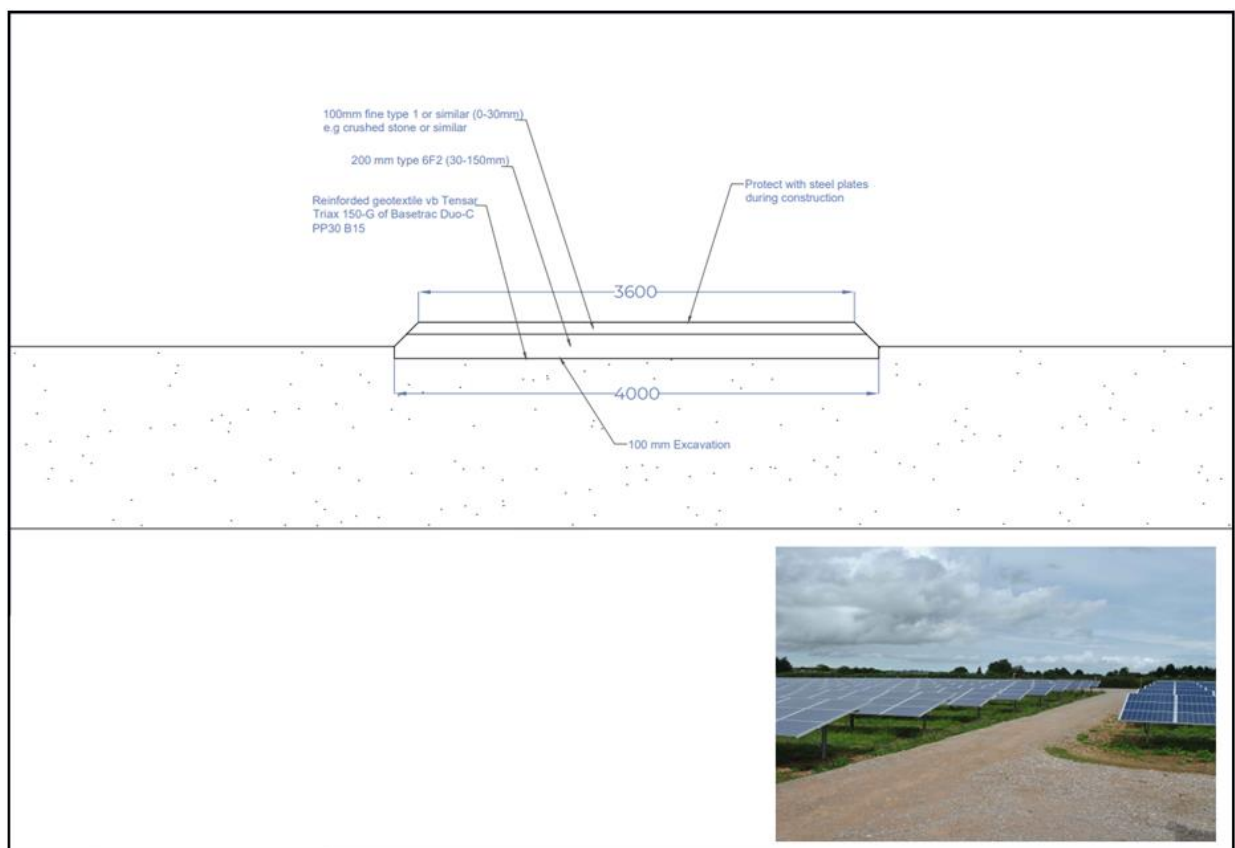 100mm fine type 1 or similar (0-30mm)
e.g crushed stone or similar
200 mm type 6F2 (30-150mm)
Reinforded geotextile vb Tensar
Triax 150-G of Basetrac Duo-C
PP30 B15
Protect with steel plates
during construction
3600
4000
100 mm Excavation